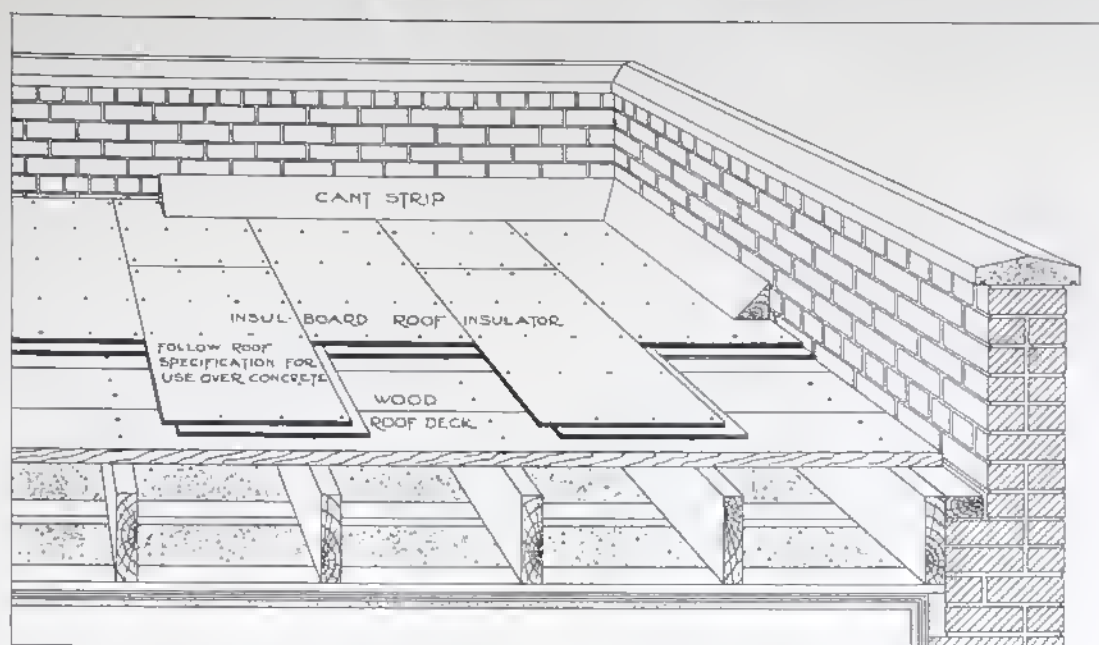 CANT STRIP
INSUL-BOARD ROOF INSULATOR
FOLLOW ROOF
SPECIFICATION FOR
USE OVER CONCRETE
WOOD
ROOF DECK